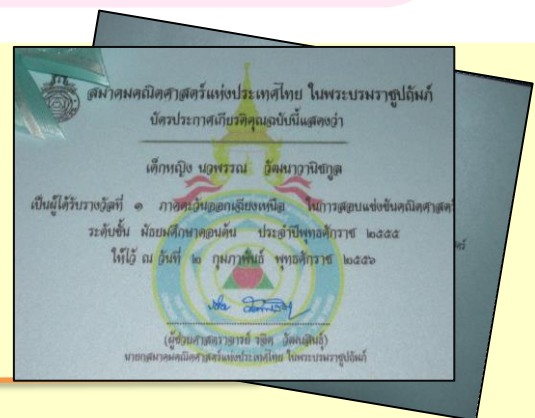 สมาคมคณิตศาสตร์แห่งประเทศไทย ในพระบรมราชูปถัมภ์
บัตรประกาศเกียรติคุณฉบับนี้แสดงว่า
เด็กหญิง นวพรรณ วัฒนาวานิชกูล
เป็นผู้ได้รับรางวัลที่ ๑ ภาคตะวันออกเฉียงเหนือ ในการสอบแข่งขันคณิตศาสตร์
ระดับชั้น มัธยมศึกษาตอนต้น ประจำปีพุทธศักราช ๒๕๕๕
ให้ไว้ ณ วันที่ ๒ กุมภาพันธ์ พุทธศักราช ๒๕๕๖
(ผู้ช่วยศาสตราจารย์
นายกสมาคมคณิตศาสตร์แห่งประเทศไทย ในพระบรมราชูปถัมภ์